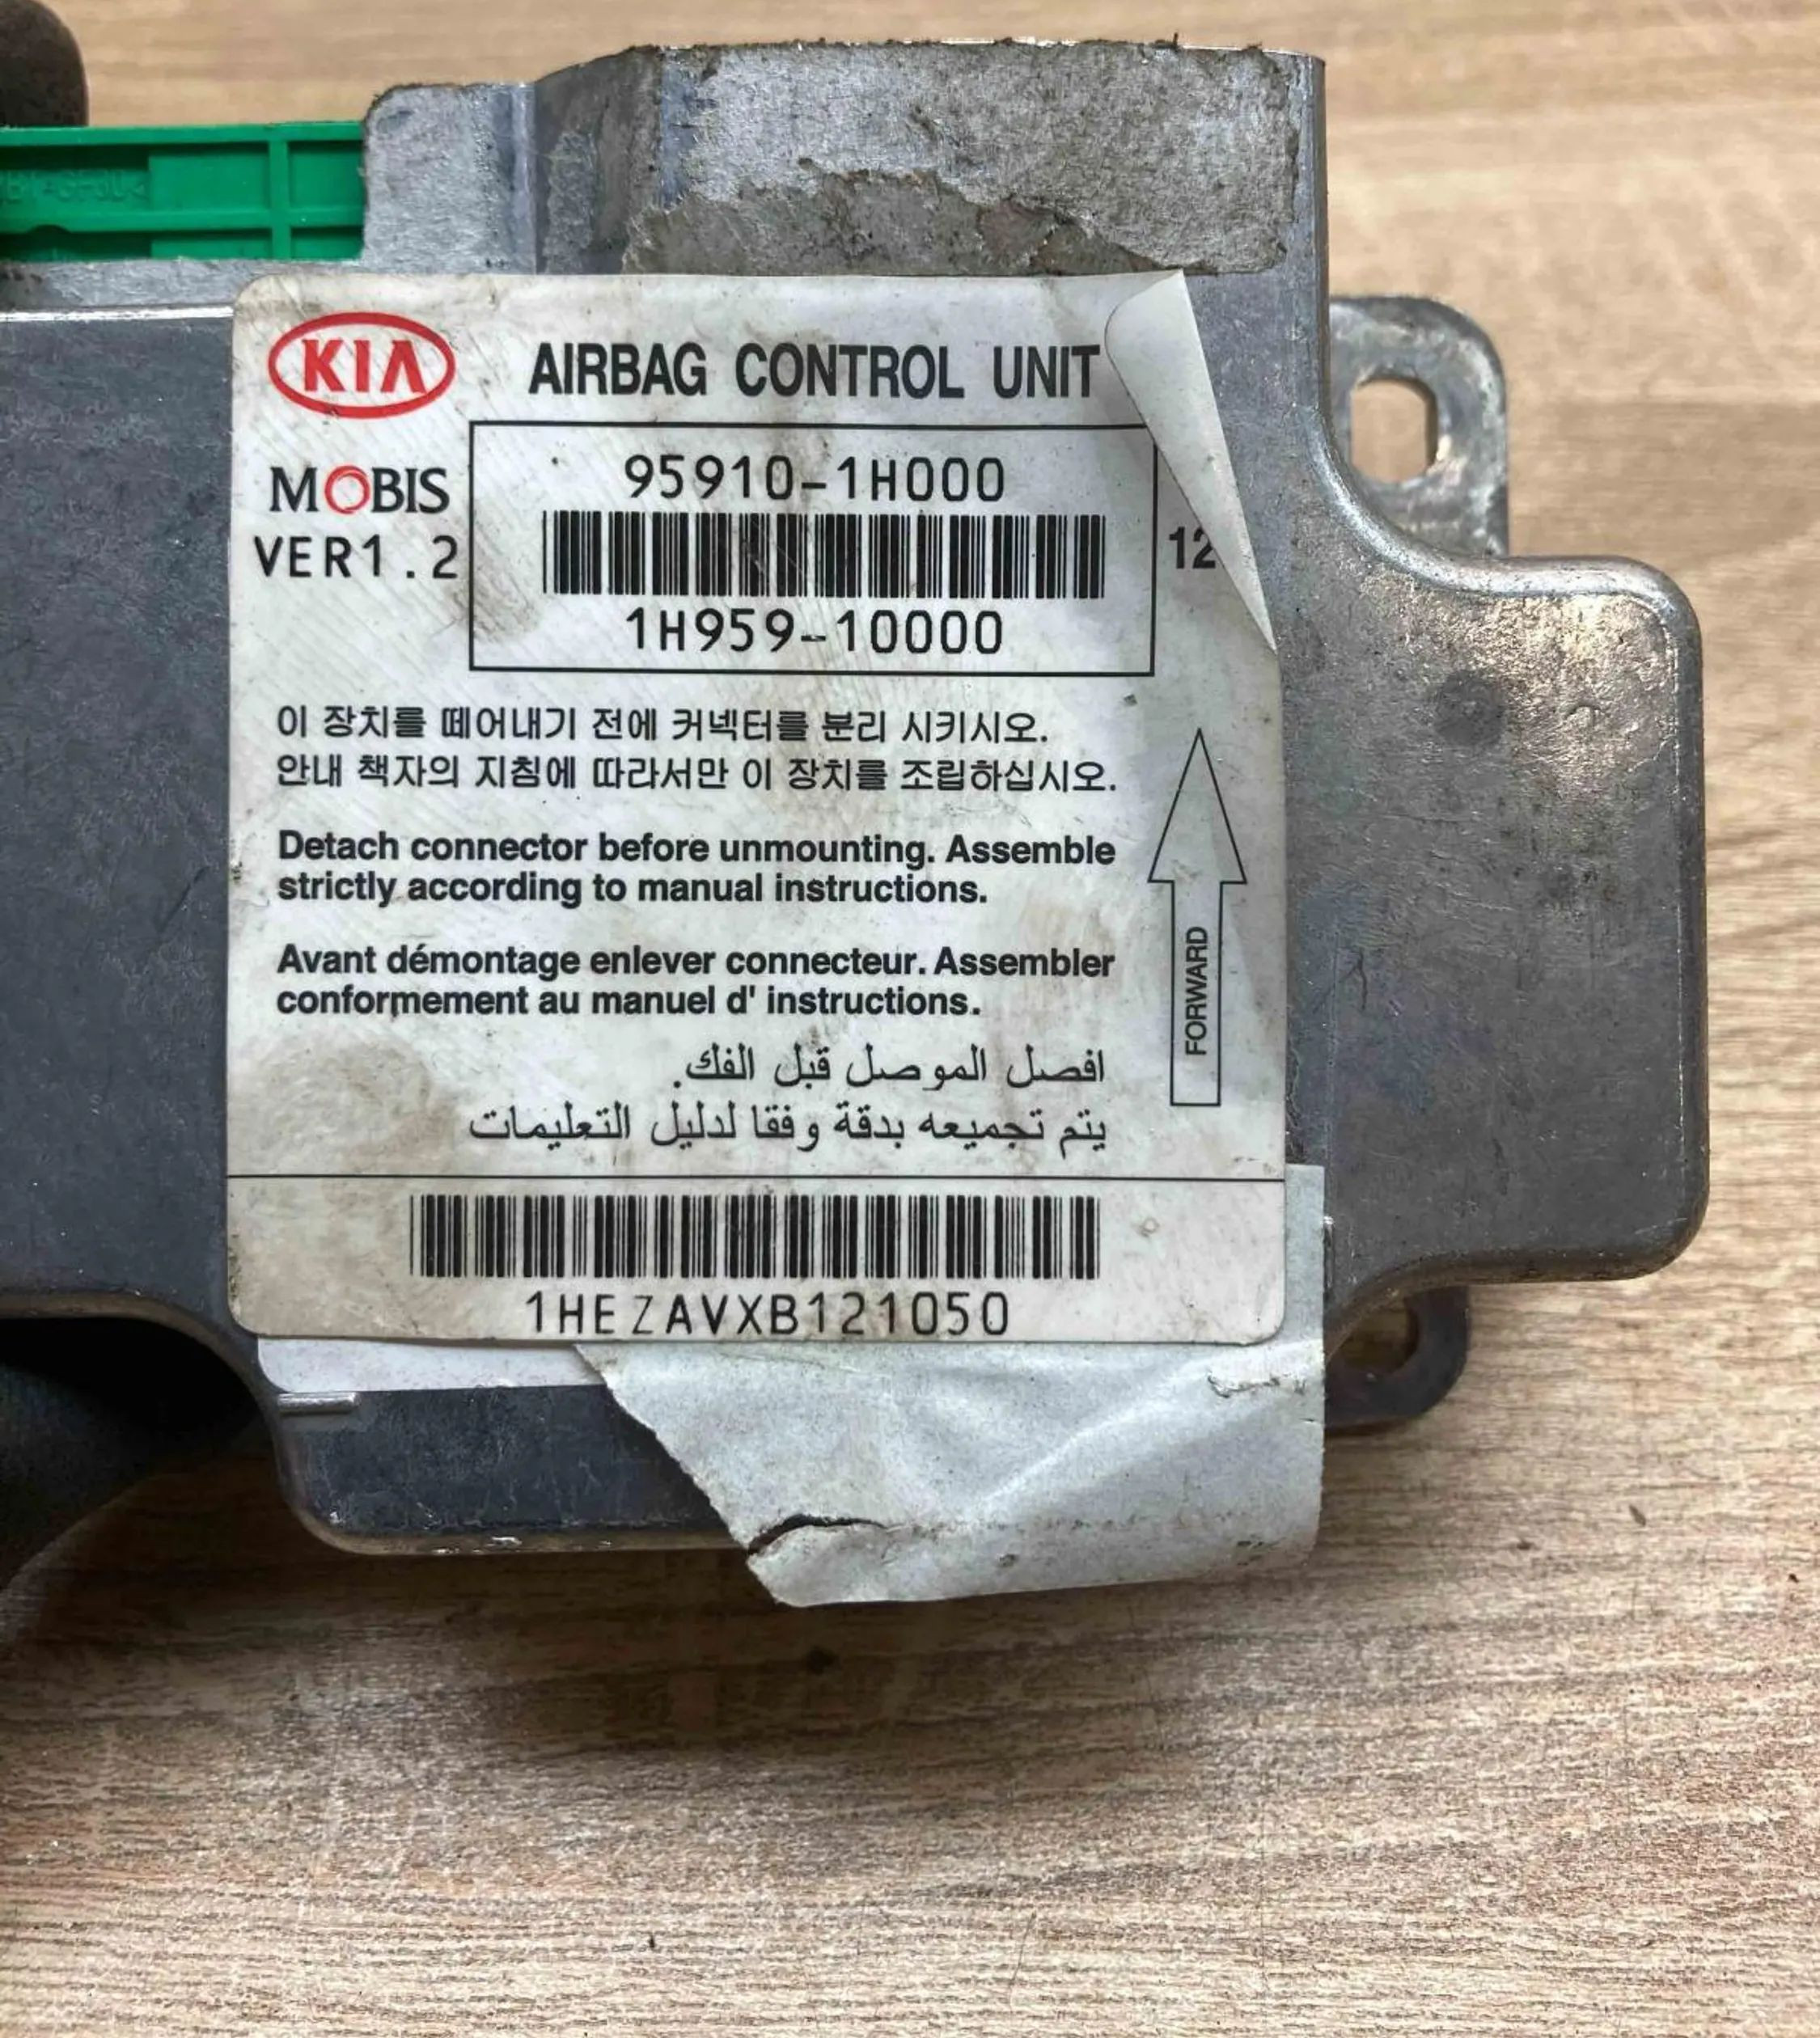 KIA
AIRBAG CONTROL UNIT
MOBIS
VER1.2
95910-1H000
1H959-10000
12
이 장치를 떼어내기 전에 커넥터를 분리 시키시오.
안내 책자의 지침에 따라서만 이 장치를 조립하십시오.
Detach connector before unmounting. Assemble
strictly according to manual instructions.
Avant démontage enlever connecteur. Assembler
conformement au manuel d' instructions.
افصل الموصل قبل الفك.
يتم تجميعه بدقة وفقا لدليل التعليمات
FORWARD
1HEZAVXB121050